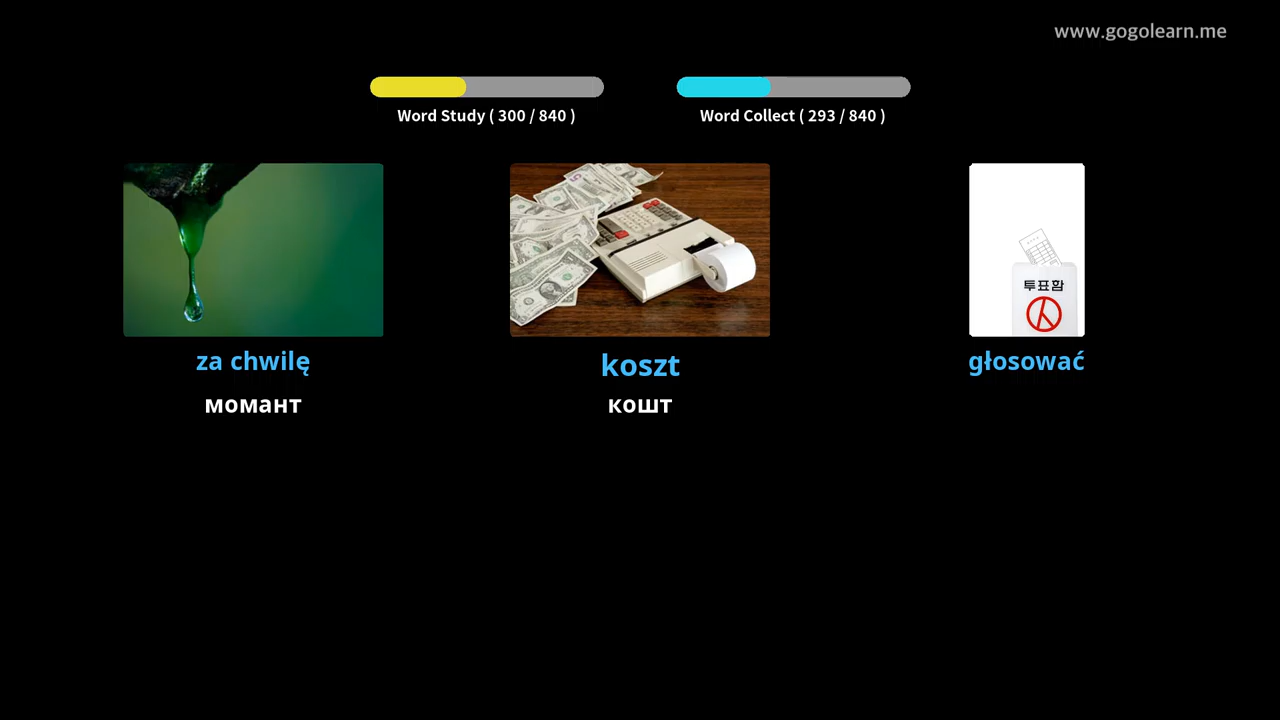 www.gogolearn.me
Word Study ( 300 / 840 )
Word Collect ( 293 / 840 )
투표함
za chwilę
koszt
głosować
момант
кошт